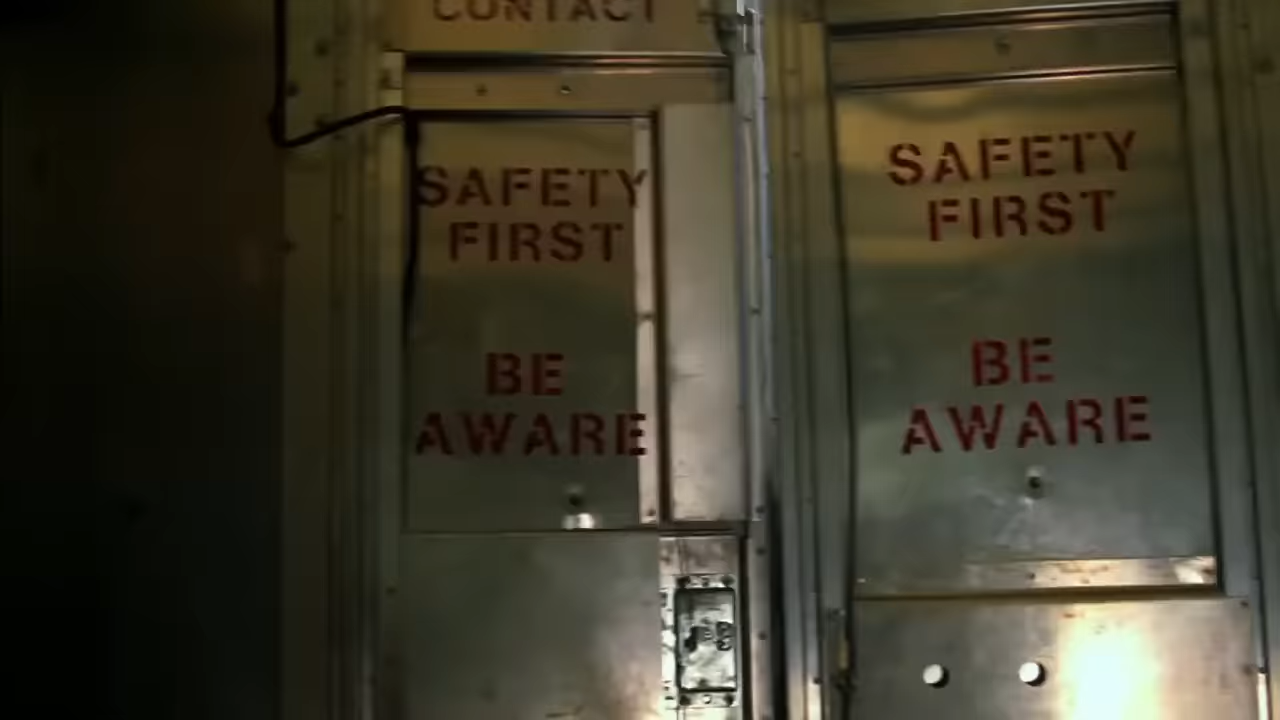 CONTACT
SAFETY
FIRST
BE
AWARE
SAFETY
FIRST
BE
AWARE